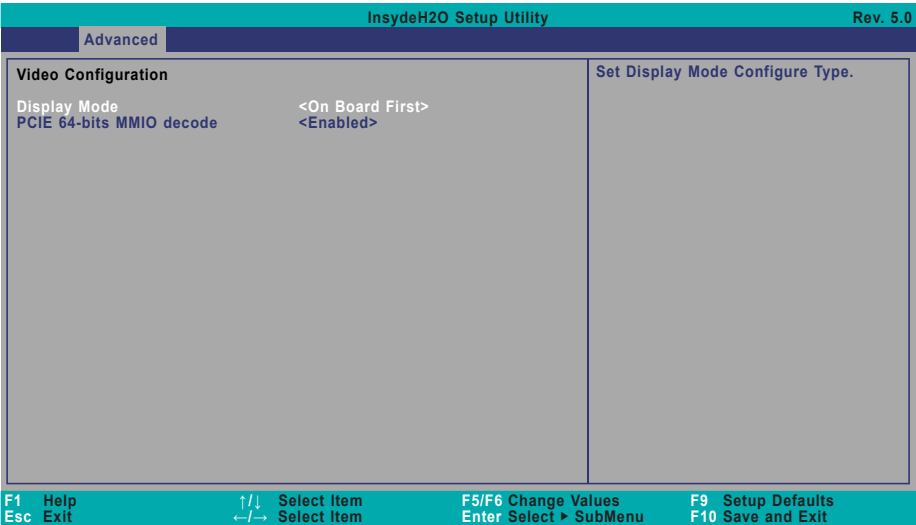 InsydeH2O Setup Utility Rev. 5.0
Advanced
Video Configuration
Set Display Mode Configure Type.
Display Mode <On Board First>
PCIE 64-bits MMIO decode <Enabled>
F1 Help ↑/↓ Select Item F5/F6 Change Values F9 Setup Defaults
Esc Exit ←/→ Select Item Enter Select ▶ SubMenu F10 Save and Exit